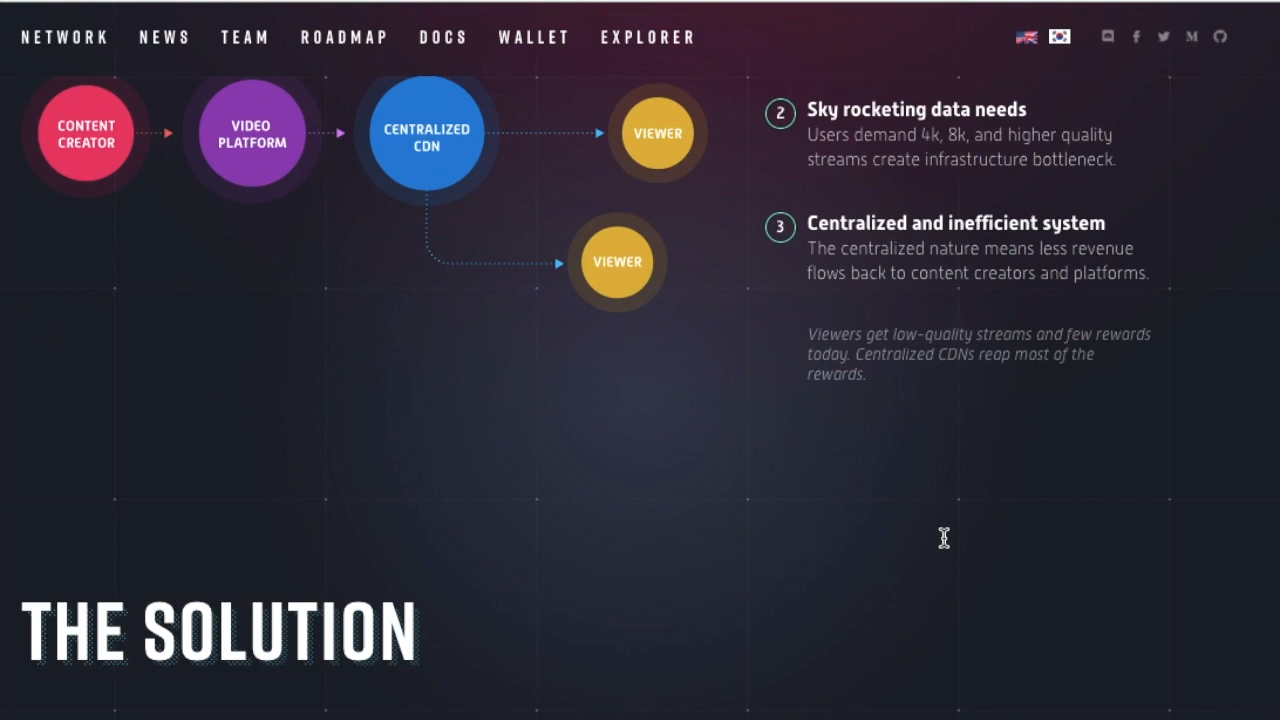 NETWORK NEWS TEAM ROADMAP DOCS WALLET EXPLORER
CONTENT
CREATOR
VIDEO
PLATFORM
CENTRALIZED
CDN
VIEWER
VIEWER
2 Sky rocketing data needs
Users demand 4k, 8k, and higher quality
streams create infrastructure bottleneck.
3 Centralized and inefficient system
The centralized nature means less revenue
flows back to content creators and platforms.
Viewers get low-quality streams and few rewards
today. Centralized CDNs reap most of the
rewards.
THE SOLUTION